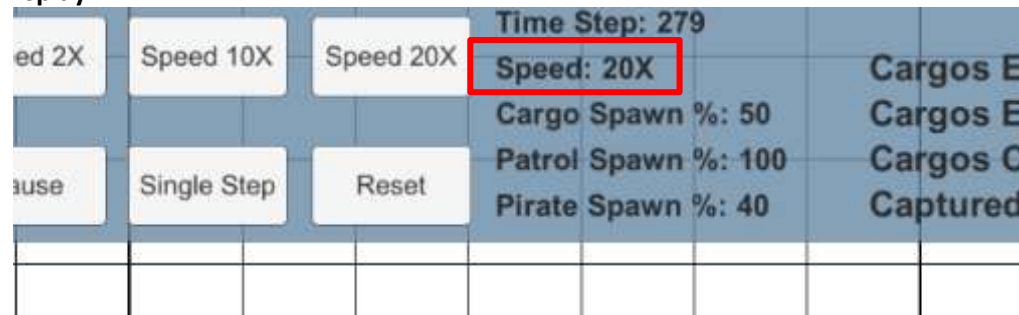 Time Step: 279
ed 2X Speed 10X Speed 20X Speed: 20X Cargos E
Cargo Spawn %: 50 Cargos E
Patrol Spawn %: 100 Cargos C
ause Single Step Reset
Pirate Spawn %: 40 Captured